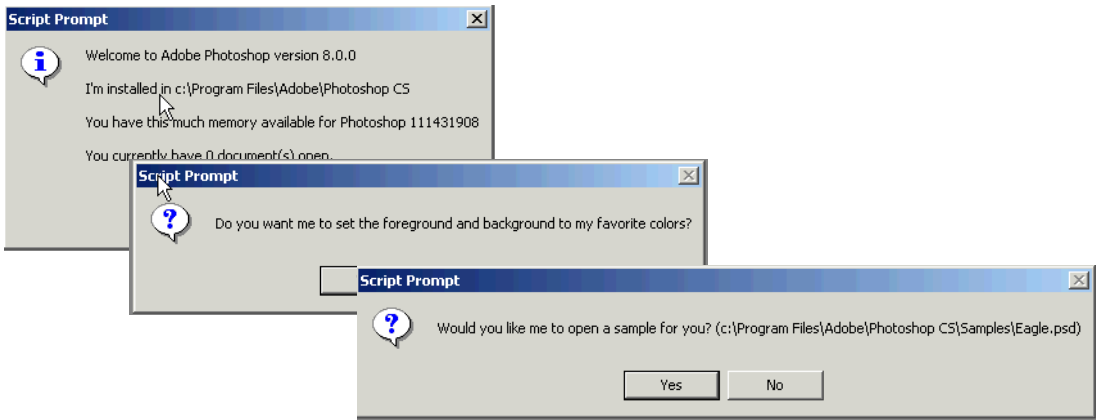 Script Prompt
Welcome to Adobe Photoshop version 8.0.0
I'm installed in c:\Program Files\Adobe\Photoshop CS
You have this much memory available for Photoshop 111431908
You currently have 0 document(s) open.
Script Prompt
Do you want me to set the foreground and background to my favorite colors?
Script Prompt
Would you like me to open a sample for you? (c:\Program Files\Adobe\Photoshop CS\Samples\Eagle.psd)
Yes No